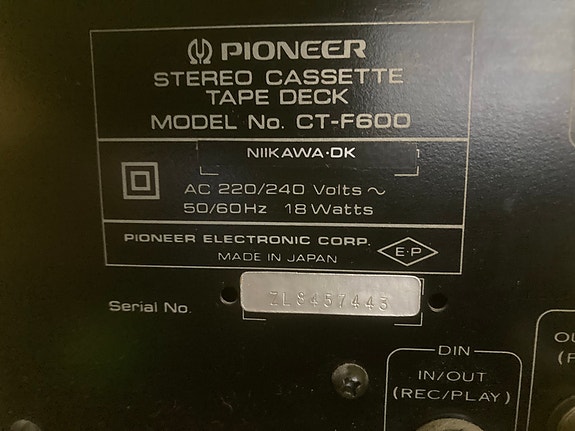 PIONEER
STEREO CASSETTE
TAPE DECK
MODEL No. CT-F600
NIIKAWA·DK
AC 220/240 Volts ~
50/60Hz 18 Watts
PIONEER ELECTRONIC CORP.
MADE IN JAPAN
E·P
Serial No.
ZL8457443
DIN
IN/OUT
(REC/PLAY)